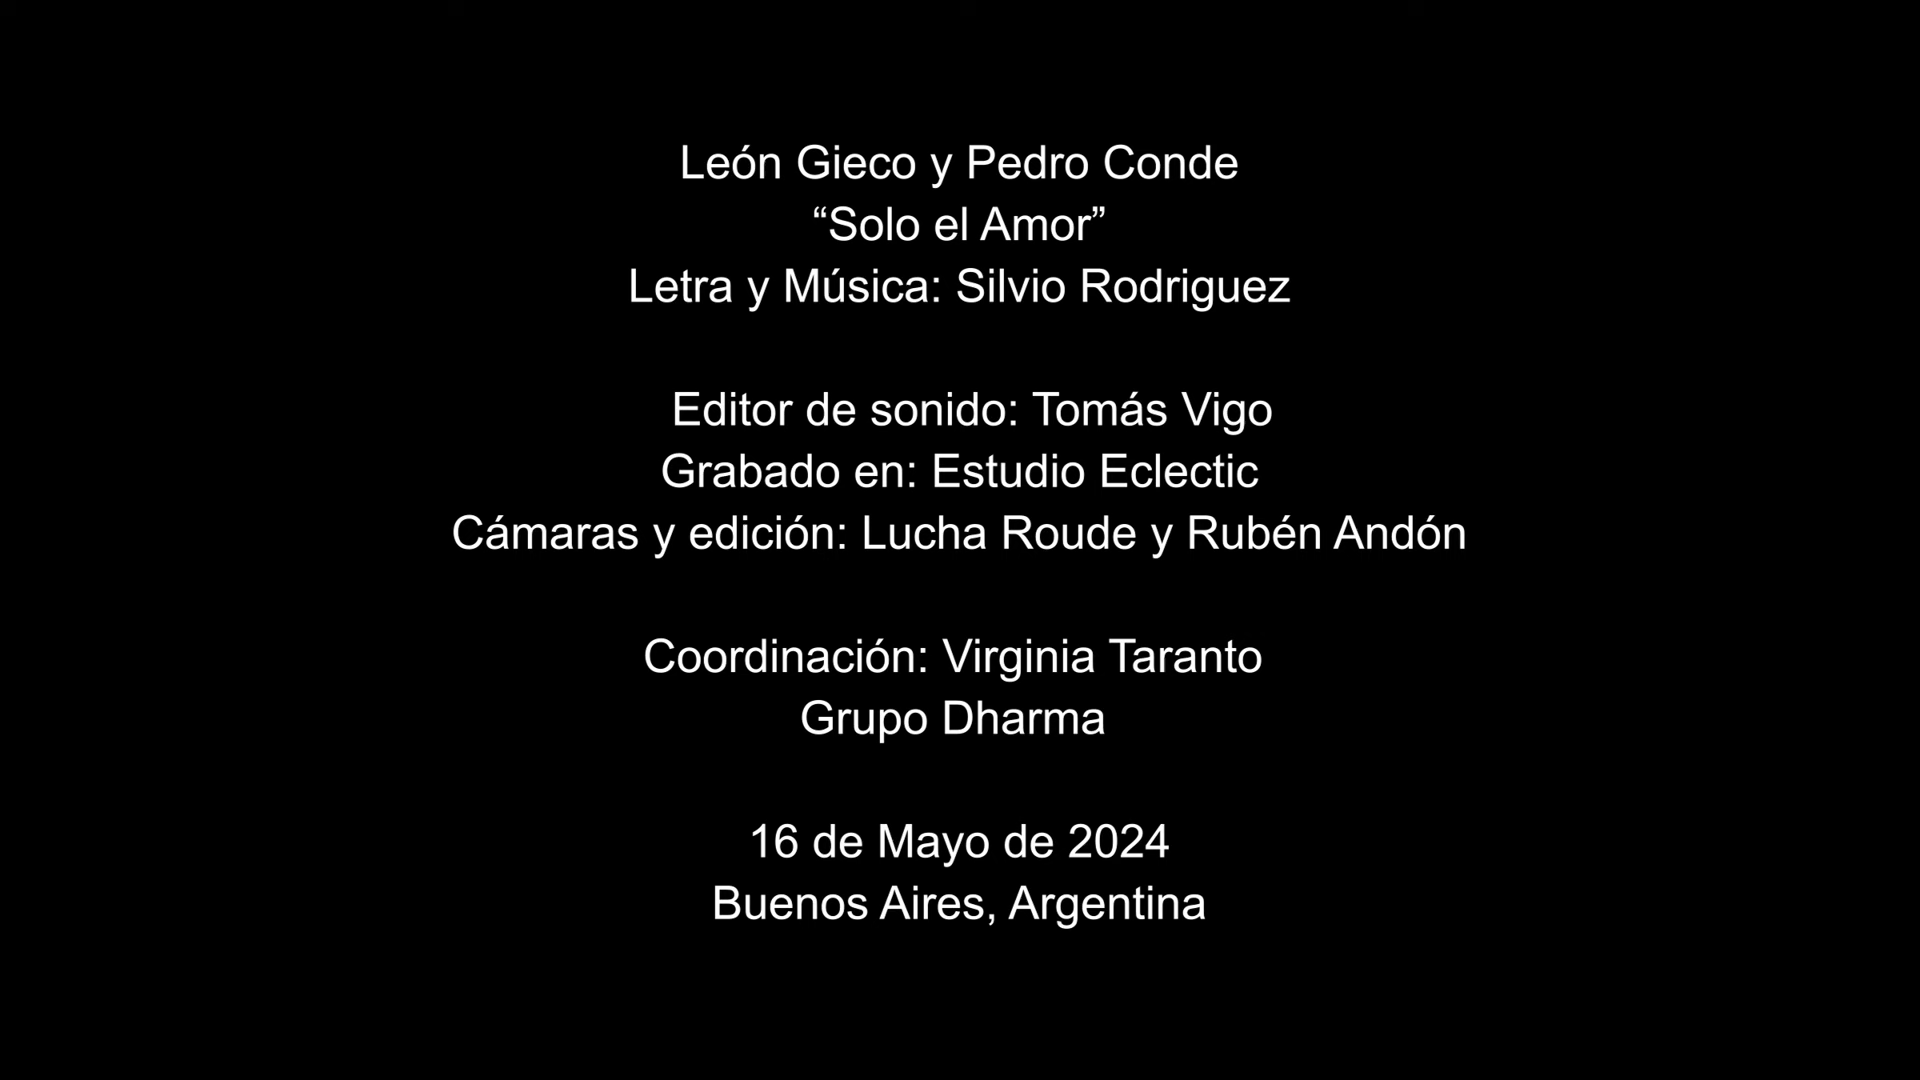 León Gieco y Pedro Conde
“Solo el Amor”
Letra y Música: Silvio Rodriguez
Editor de sonido: Tomás Vigo
Grabado en: Estudio Eclectic
Cámaras y edición: Lucha Roude y Rubén Andón
Coordinación: Virginia Taranto
Grupo Dharma
16 de Mayo de 2024
Buenos Aires, Argentina